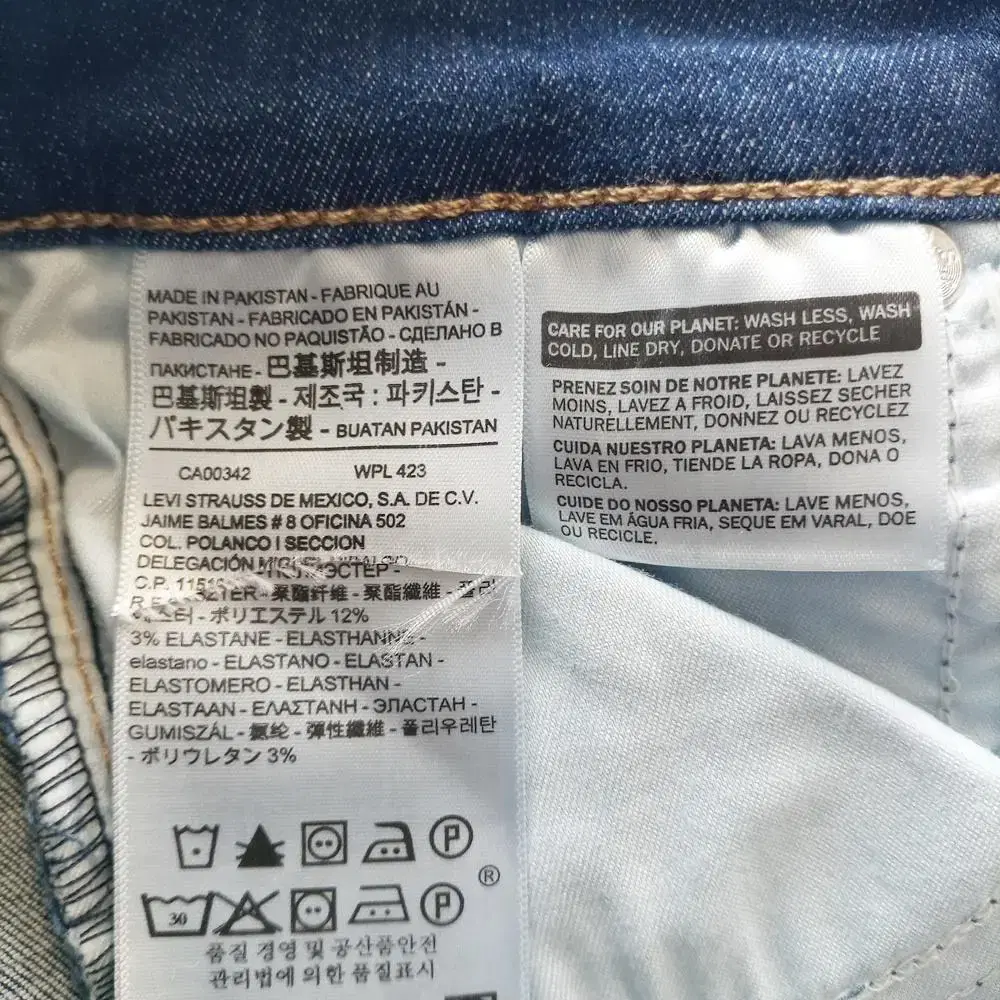 MADE IN PAKISTAN - FABRIQUE AU
PAKISTAN - FABRICADO EN PAKISTÁN -
FABRICADO NO PAQUISTÃO - СДЕЛАНО В
ПАКИСТАНЕ - 巴基斯坦制造 -
巴基斯坦製 - 제조국 : 파키스탄 -
パキスタン製 - BUATAN PAKISTAN
CA00342 WPL 423
LEVI STRAUSS DE MEXICO, S.A. DE C.V.
JAIME BALMES # 8 OFICINA 502
COL. POLANCO I SECCION
DELEGACIÓN
C.P.
聚酯纤维 - 聚酯纖維 -
- ポリエステル 12%
3% ELASTANE - ELASTHANNE -
elastano - ELASTANO - ELASTAN -
ELASTOMERO - ELASTHAN -
ELASTAAN - ΕΛΑΣΤΑΝΗ - ЭЛАСТАН -
GUMISZÁL - 氨纶 - 彈性纖維 - 폴리우레탄
- ポリウレタン 3%
P
®
30 P
품질 경영 및 공산품안전
관리법에 의한 품질표시
CARE FOR OUR PLANET: WASH LESS, WASH
COLD, LINE DRY, DONATE OR RECYCLE
PRENEZ SOIN DE NOTRE PLANETE: LAVEZ
MOINS, LAVEZ A FROID, LAISSEZ SECHER
NATURELLEMENT, DONNEZ OU RECYCLEZ
CUIDA NUESTRO PLANETA: LAVA MENOS,
LAVA EN FRIO, TIENDE LA ROPA, DONA O
RECICLA.
CUIDE DO NOSSO PLANETA: LAVE MENOS,
LAVE EM ÁGUA FRIA, SEQUE EM VARAL, DOE
OU RECICLE.